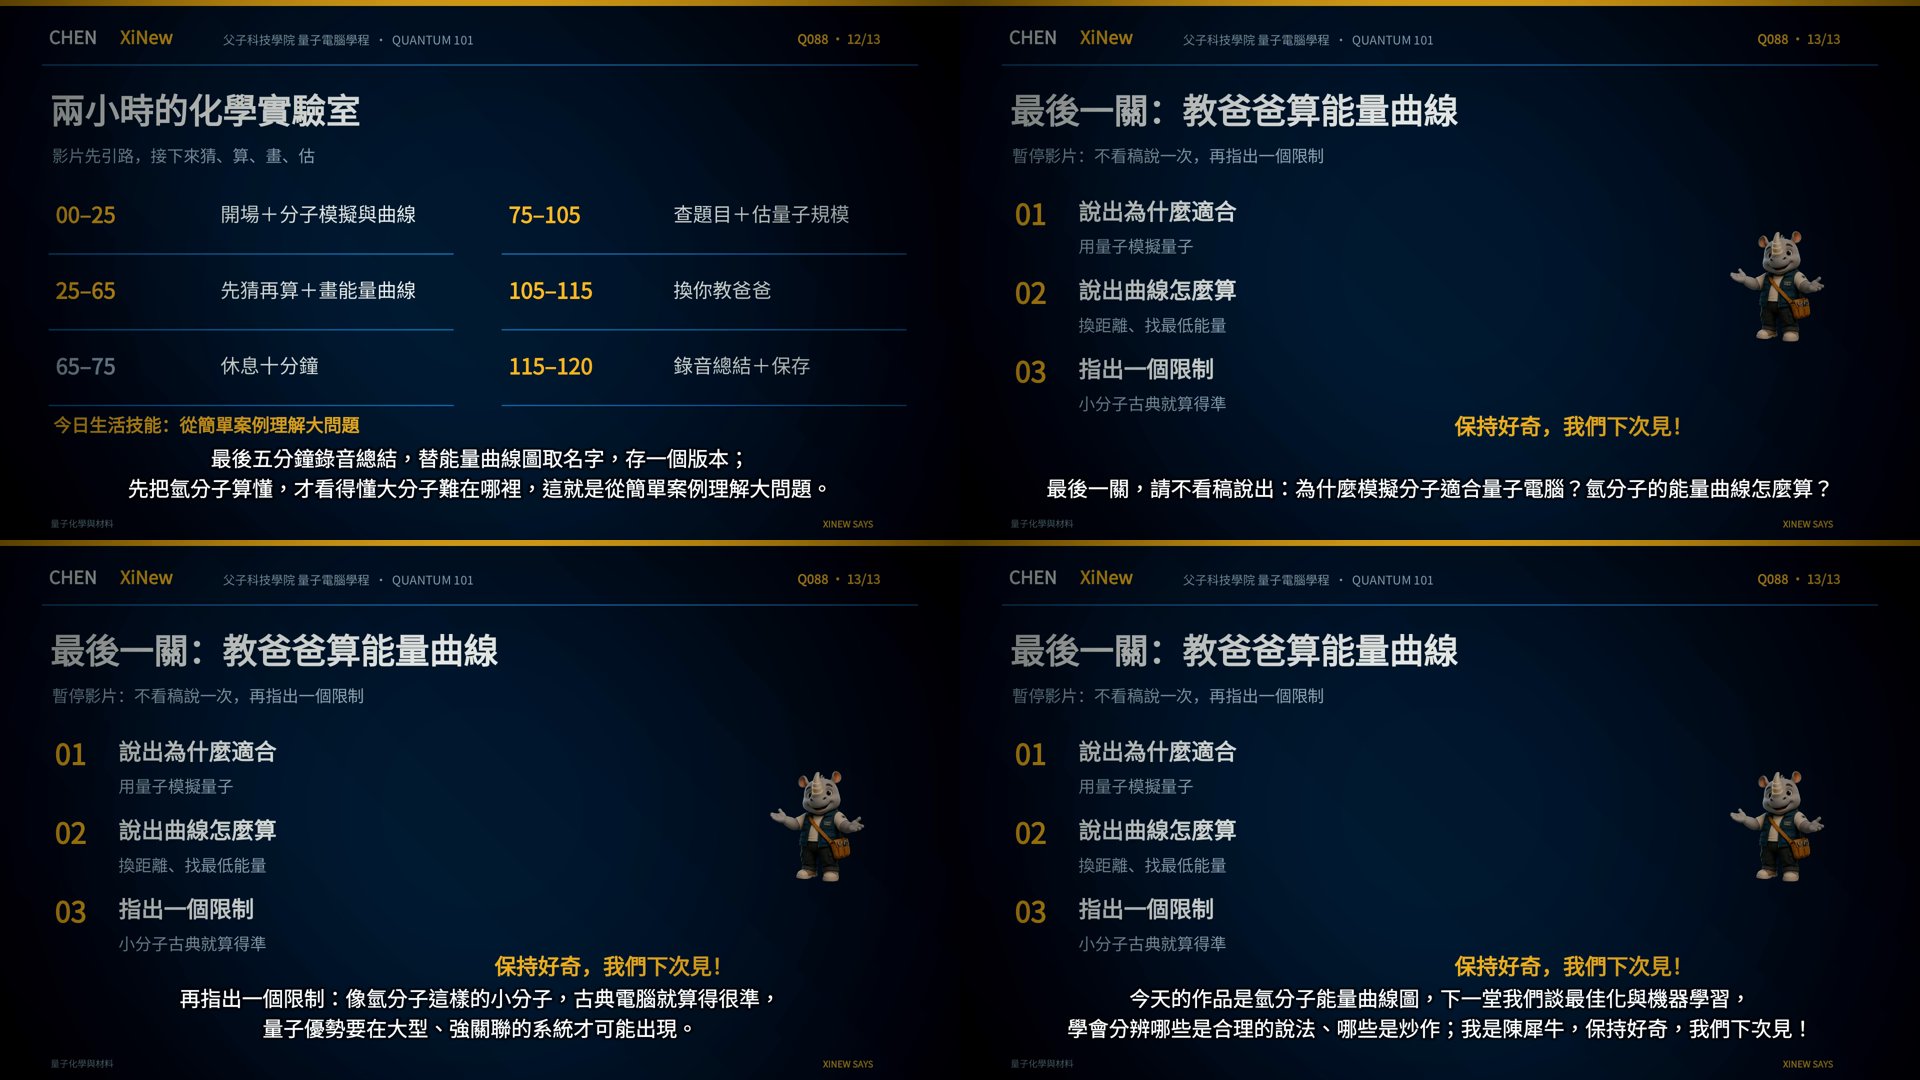 CHEN XiNew 父子科技學院 量子電腦學程 · QUANTUM 101 Q088 · 12/13
兩小時的化學實驗室
影片先引路，接下來猜、算、畫、估
00–25 開場＋分子模擬與曲線
25–65 先猜再算＋畫能量曲線
65–75 休息十分鐘
75–105 查題目＋估量子規模
105–115 換你教爸爸
115–120 錄音總結＋保存
今日生活技能：從簡單案例理解大問題
最後五分鐘錄音總結，替能量曲線圖取名字，存一個版本；
先把氫分子算懂，才看得懂大分子難在哪裡，這就是從簡單案例理解大問題。
量子化學與材料 XINEW SAYS
CHEN XiNew 父子科技學院 量子電腦學程 · QUANTUM 101 Q088 · 13/13
最後一關：教爸爸算能量曲線
暫停影片：不看稿說一次，再指出一個限制
01 說出為什麼適合
用量子模擬量子
02 說出曲線怎麼算
換距離、找最低能量
03 指出一個限制
小分子古典就算得準
保持好奇，我們下次見！
最後一關，請不看稿說出：為什麼模擬分子適合量子電腦？氫分子的能量曲線怎麼算？
量子化學與材料 XINEW SAYS
CHEN XiNew 父子科技學院 量子電腦學程 · QUANTUM 101 Q088 · 13/13
最後一關：教爸爸算能量曲線
暫停影片：不看稿說一次，再指出一個限制
01 說出為什麼適合
用量子模擬量子
02 說出曲線怎麼算
換距離、找最低能量
03 指出一個限制
小分子古典就算得準
保持好奇，我們下次見！
再指出一個限制：像氫分子這樣的小分子，古典電腦就算得很準，
量子優勢要在大型、強關聯的系統才可能出現。
量子化學與材料 XINEW SAYS
CHEN XiNew 父子科技學院 量子電腦學程 · QUANTUM 101 Q088 · 13/13
最後一關：教爸爸算能量曲線
暫停影片：不看稿說一次，再指出一個限制
01 說出為什麼適合
用量子模擬量子
02 說出曲線怎麼算
換距離、找最低能量
03 指出一個限制
小分子古典就算得準
保持好奇，我們下次見！
今天的作品是氫分子能量曲線圖，下一堂我們談最佳化與機器學習，
學會分辨哪些是合理的說法、哪些是炒作；我是陳犀牛，保持好奇，我們下次見！
量子化學與材料 XINEW SAYS